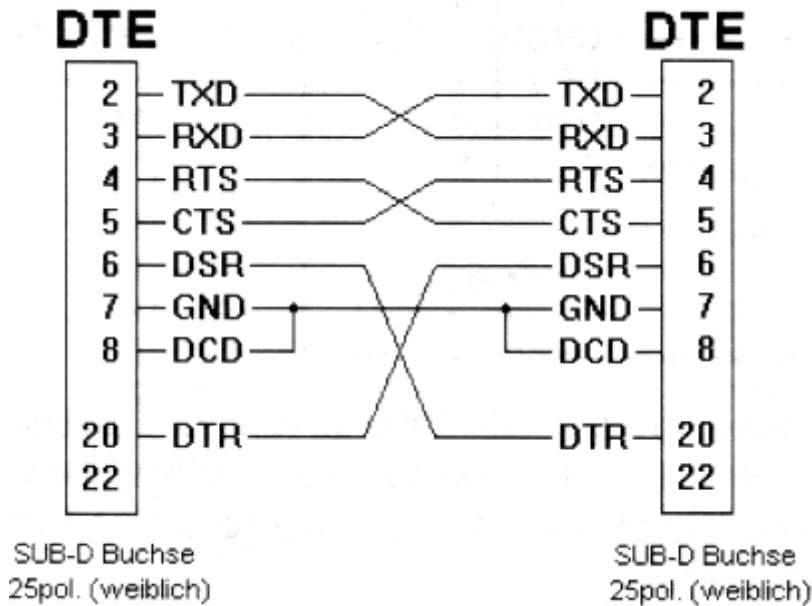 DTE DTE
2 TXD TXD 2
3 RXD RXD 3
4 RTS RTS 4
5 CTS CTS 5
6 DSR DSR 6
7 GND GND 7
8 DCD DCD 8
20 DTR DTR 20
22 22
SUB-D Buchse SUB-D Buchse
25pol. (weiblich) 25pol. (weiblich)